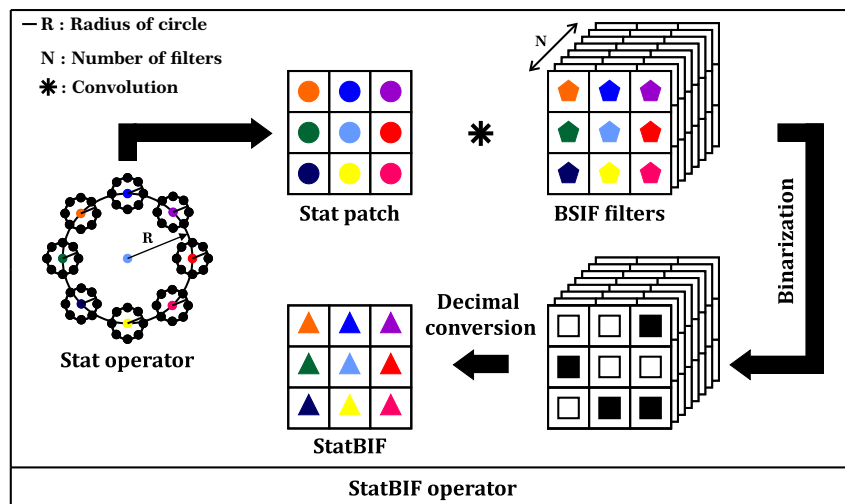 R : Radius of circle
N : Number of filters
✳ : Convolution
N
Stat patch
BSIF filters
Binarization
R
Stat operator
Decimal
conversion
StatBIF
StatBIF operator